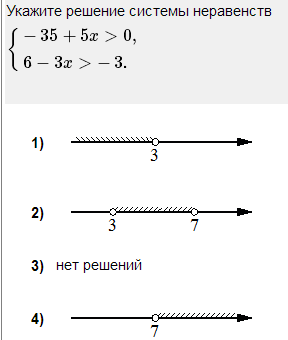 Укажите решение системы неравенств
− 35 + 5x > 0,
6 − 3x > − 3.
1)
3
2)
3 7
3) нет решений
4)
7